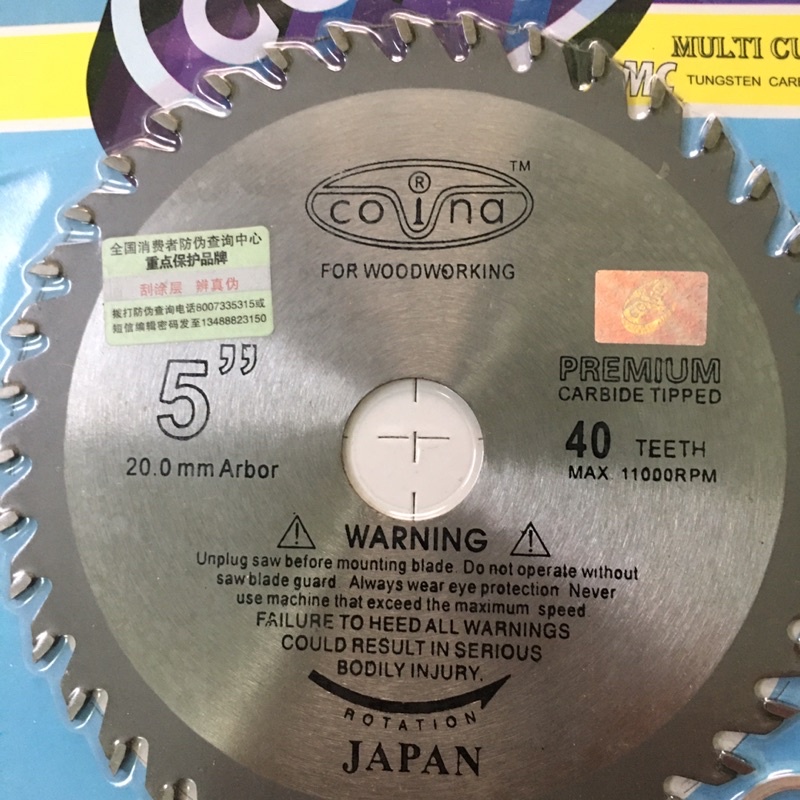 MULTI CU
MC
TUNGSTEN CARB
TM
®
coina
FOR WOODWORKING
全国消费者防伪查询中心
重点保护品牌
刮涂层 辨真伪
拨打防伪查询电话8007335315或
短信编辑密码发至13488823150
5”
20.0 mm Arbor
PREMIUM
CARBIDE TIPPED
40 TEETH
MAX. 11000RPM
WARNING
Unplug saw before mounting blade. Do not operate without
saw blade guard. Always wear eye protection. Never
use machine that exceed the maximum speed
FAILURE TO HEED ALL WARNINGS
COULD RESULT IN SERIOUS
BODILY INJURY.
ROTATION
JAPAN